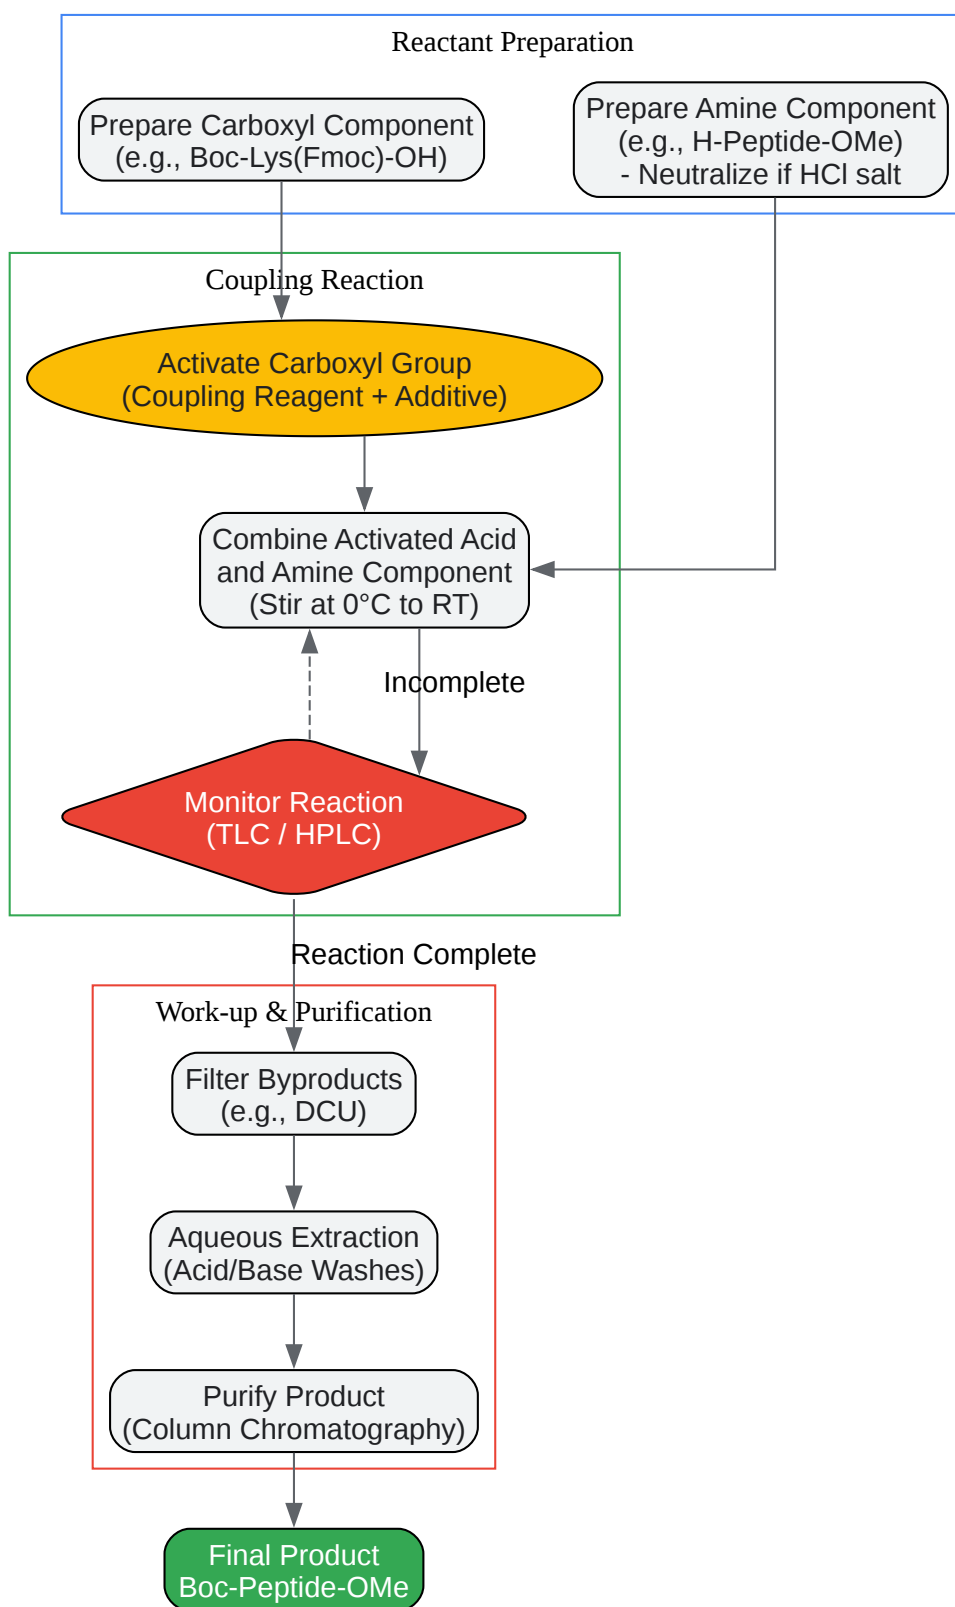 Reactant Preparation
Prepare Carboxyl Component
(e.g., Boc-Lys(Fmoc)-OH)
Prepare Amine Component
(e.g., H-Peptide-OMe)
- Neutralize if HCl salt
Coupling Reaction
Activate Carboxyl Group
(Coupling Reagent + Additive)
Combine Activated Acid
and Amine Component
(Stir at 0°C to RT)
Incomplete
Monitor Reaction
(TLC / HPLC)
Reaction Complete
Work-up & Purification
Filter Byproducts
(e.g., DCU)
Aqueous Extraction
(Acid/Base Washes)
Purify Product
(Column Chromatography)
Final Product
Boc-Peptide-OMe